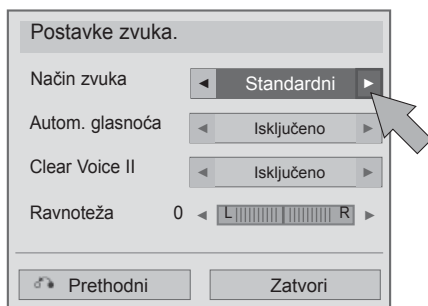 Postavke zvuka.
Način zvuka ◄ Standardni ►
Autom. glasnoća ◄ Isključeno ►
Clear Voice II ◄ Isključeno ►
Ravnoteža 0 ◄ L R ►
Prethodni Zatvori